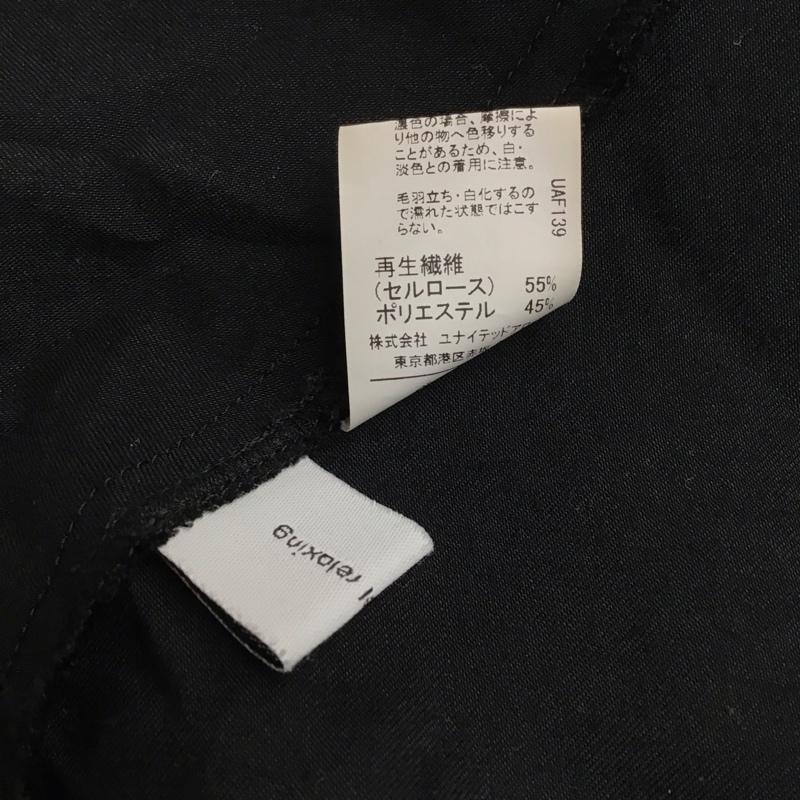 濃色の場合、摩擦によ
り他の物へ色移りする
ことがあるため、白・
淡色との着用に注意。
毛羽立ち・白化するの
で濡れた状態ではこす
らない。
UAF139
再生繊維
(セルロース) 55%
ポリエステル 45%
株式会社 ユナイテッドア
東京都港区赤坂
relaxing